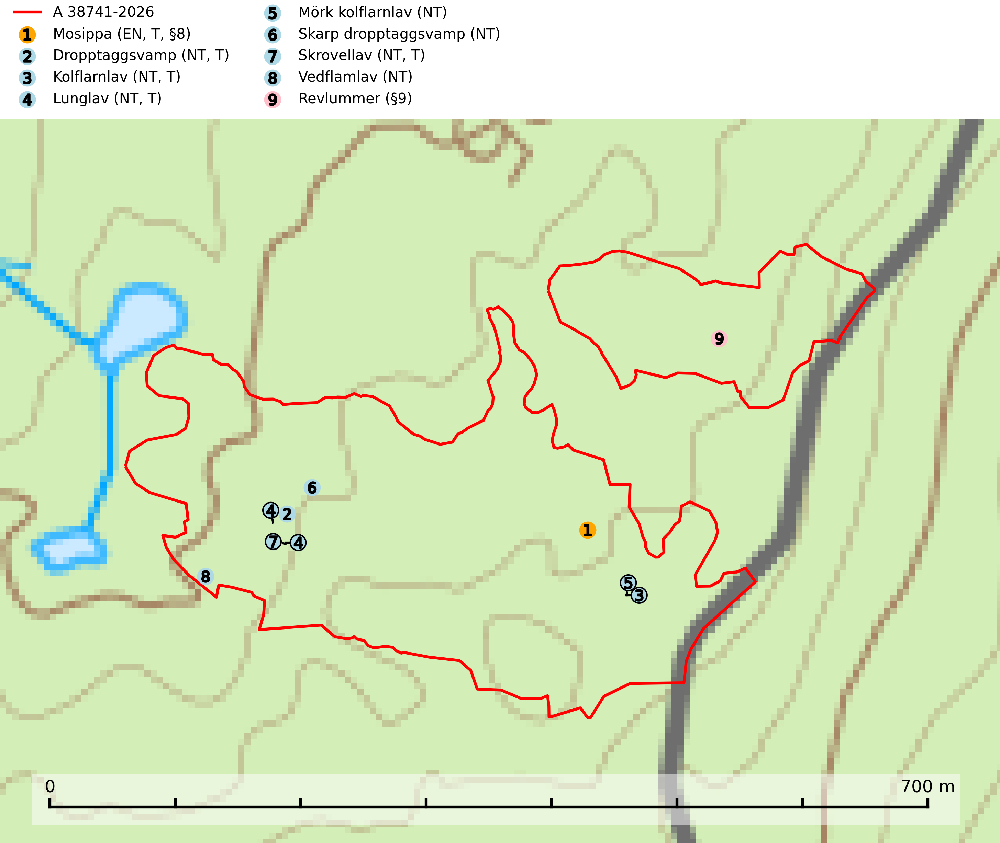 A 38741-2026
1 Mosippa (EN, T, §8)
2 Dropptaggsvamp (NT, T)
3 Kolflarnlav (NT, T)
4 Lunglav (NT, T)
5 Mörk kolflarnlav (NT)
6 Skarp dropptaggsvamp (NT)
7 Skrovellav (NT, T)
8 Vedflamlav (NT)
9 Revlummer (§9)
9
6
4 2
1
7 4
8
5
3
0 700 m